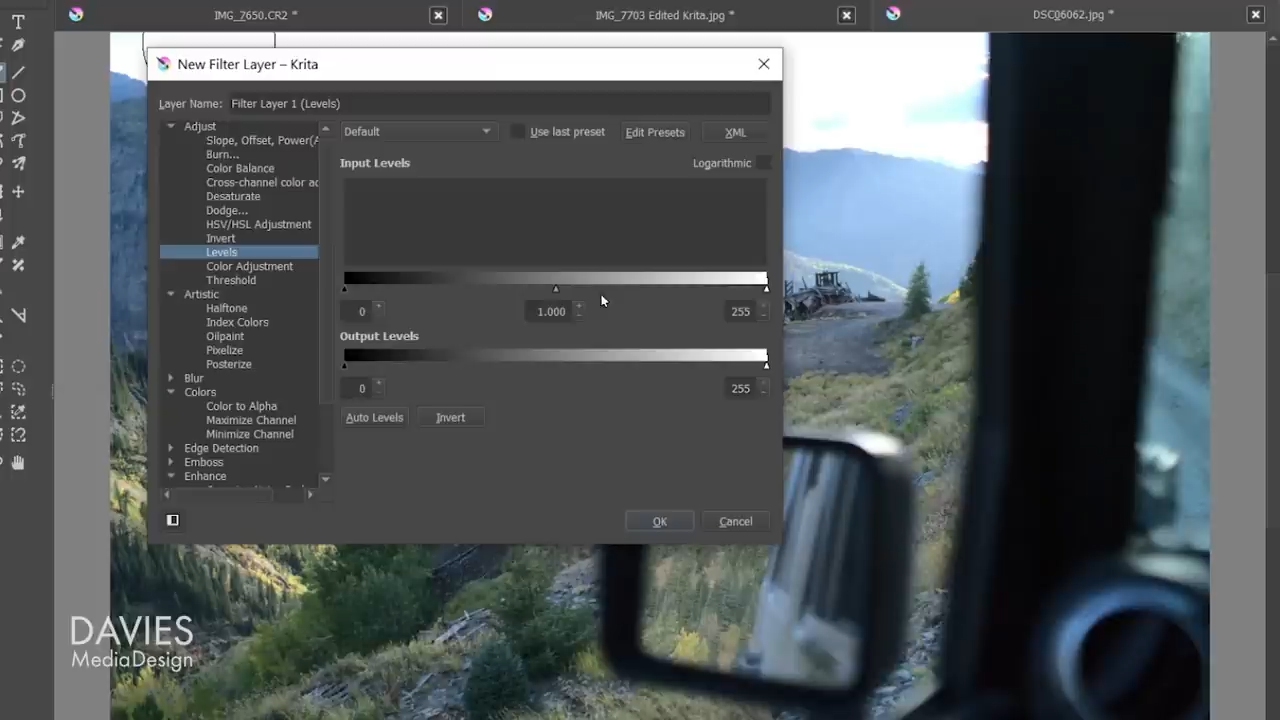 IMG_7650.CR2 *
IMG_7703 Edited Krita.jpg *
DSC06062.jpg *
New Filter Layer – Krita
Layer Name: Filter Layer 1 (Levels)
Adjust
Slope, Offset, Power(A
Burn...
Color Balance
Cross-channel color ac
Desaturate
Dodge...
HSV/HSL Adjustment
Invert
Levels
Color Adjustment
Threshold
Artistic
Halftone
Index Colors
Oilpaint
Pixelize
Posterize
Blur
Colors
Color to Alpha
Maximize Channel
Minimize Channel
Edge Detection
Emboss
Enhance
Default
Use last preset
Edit Presets
XML
Input Levels
Logarithmic
0
1.000
255
Output Levels
0
255
Auto Levels
Invert
OK
Cancel
DAVIES
MediaDesign